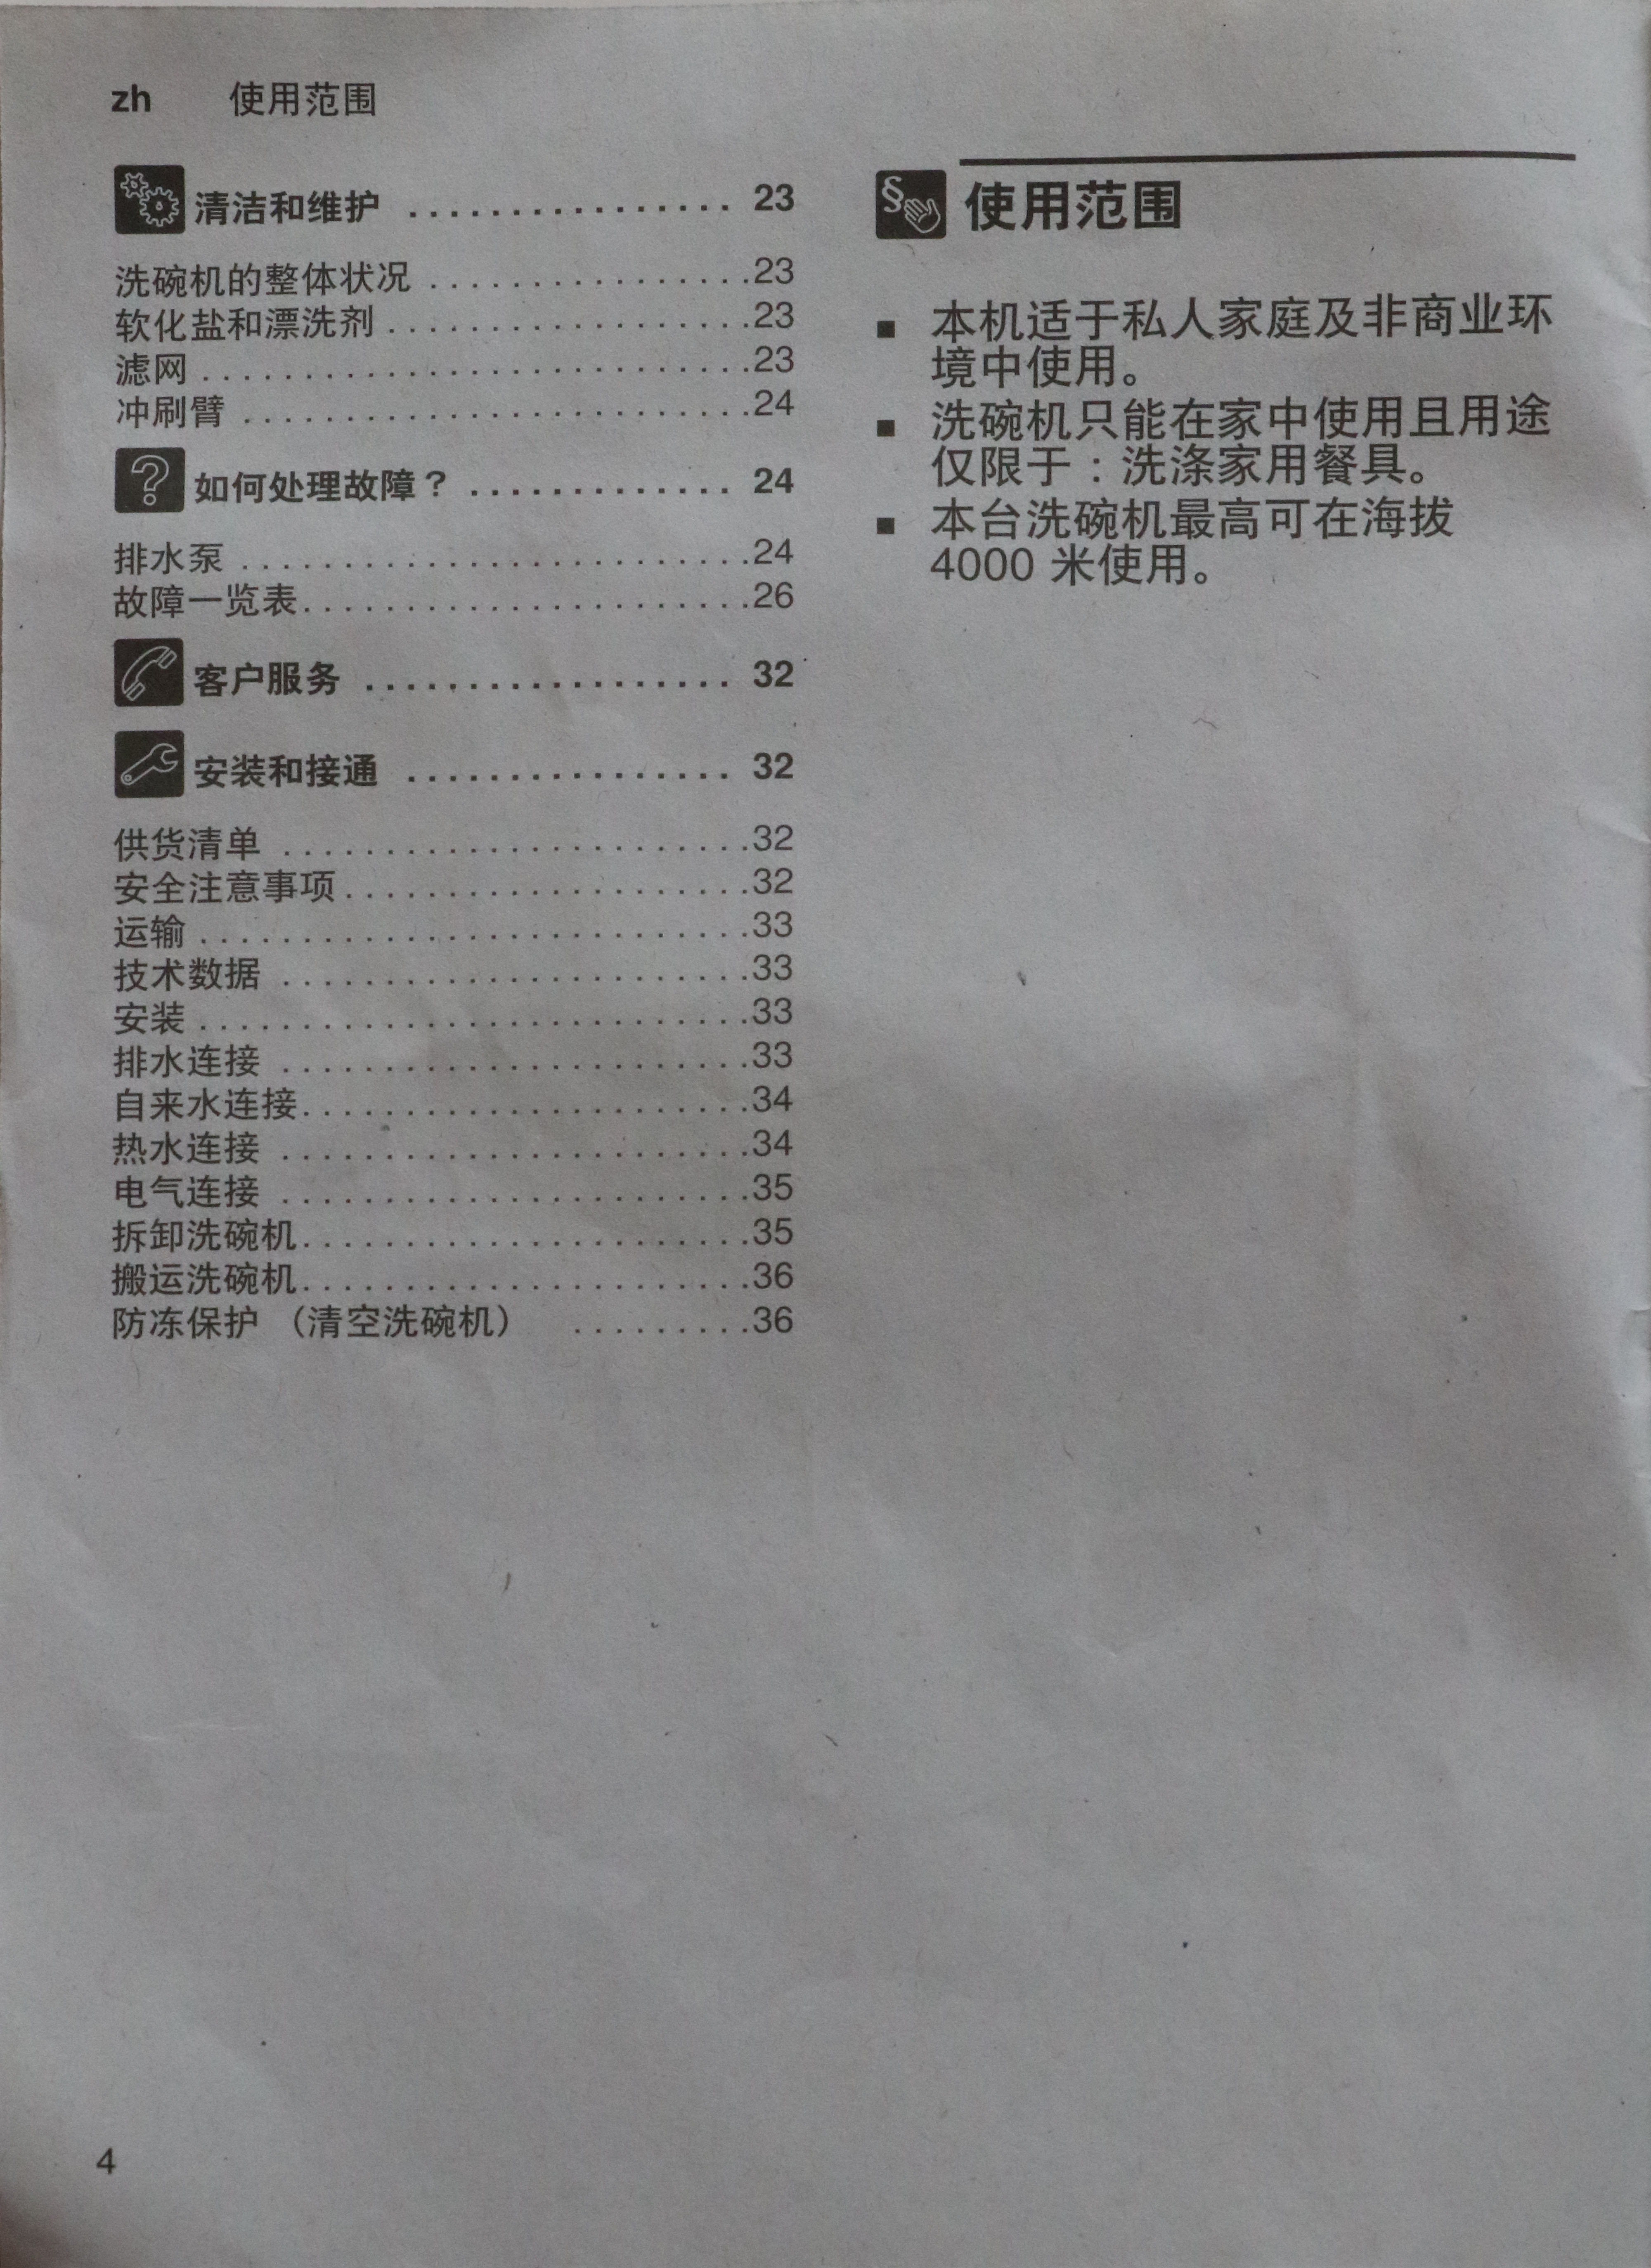 zh 使用范围
清洁和维护 ................ 23
洗碗机的整体状况 ................23
软化盐和漂洗剂 ..................23
滤网 ...........................23
冲刷臂 .........................24
如何处理故障？ ............. 24
排水泵 .........................24
故障一览表......................26
客户服务 .................. 32
安装和接通 ................ 32
供货清单 .......................32
安全注意事项....................32
运输 ...........................33
技术数据 .......................33
安装 ...........................33
排水连接 .......................33
自来水连接......................34
热水连接 .......................34
电气连接 .......................35
拆卸洗碗机......................35
搬运洗碗机......................36
防冻保护 （清空洗碗机） .........36
使用范围
■ 本机适于私人家庭及非商业环
境中使用。
■ 洗碗机只能在家中使用且用途
仅限于：洗涤家用餐具。
■ 本台洗碗机最高可在海拔
4000 米使用。
4